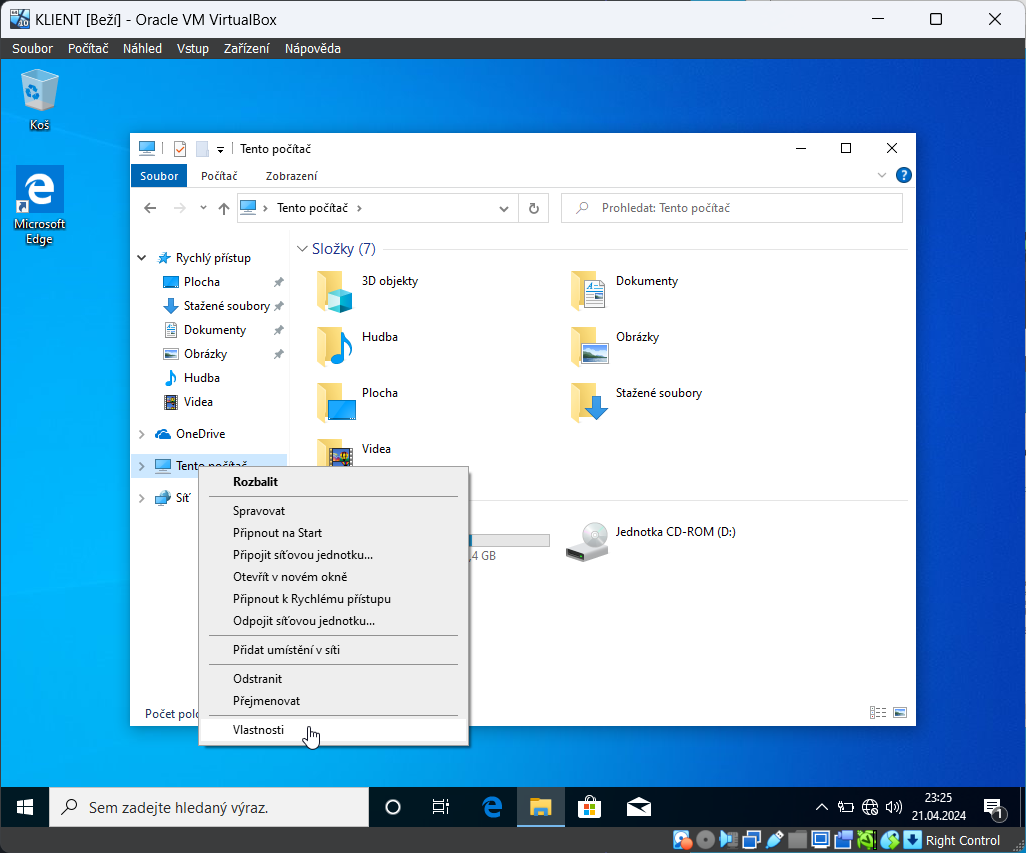 KLIENT [Beží] - Oracle VM VirtualBox
Soubor Počítač Náhled Vstup Zařízení Nápověda
Koš
Microsoft
Edge
Tento počítač
Soubor Počítač Zobrazení
Tento počítač
Prohledat: Tento počítač
Rychlý přístup
Plocha
Stažené soubory
Dokumenty
Obrázky
Hudba
Videa
OneDrive
Tento počítač
Síť
Složky (7)
3D objekty
Dokumenty
Hudba
Obrázky
Plocha
Stažené soubory
Videa
,4 GB
Jednotka CD-ROM (D:)
Počet
Rozbalit
Spravovat
Připnout na Start
Připojit síťovou jednotku...
Otevřít v novém okně
Připnout k Rychlému přístupu
Odpojit síťovou jednotku...
Přidat umístění v síti
Odstranit
Přejmenovat
Vlastnosti
Sem zadejte hledaný výraz.
23:25
21.04.2024
1
Right Control